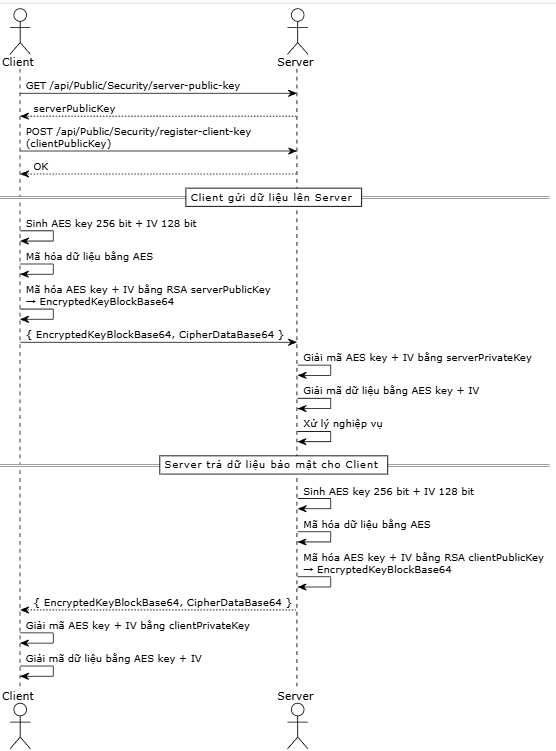 Client
Server
GET /api/Public/Security/server-public-key
serverPublicKey
POST /api/Public/Security/register-client-key
(clientPublicKey)
OK
Client gửi dữ liệu lên Server
Sinh AES key 256 bit + IV 128 bit
Mã hóa dữ liệu bằng AES
Mã hóa AES key + IV bằng RSA serverPublicKey
→ EncryptedKeyBlockBase64
{ EncryptedKeyBlockBase64, CipherDataBase64 }
Giải mã AES key + IV bằng serverPrivateKey
Giải mã dữ liệu bằng AES key + IV
Xử lý nghiệp vụ
Server trả dữ liệu bảo mật cho Client
Sinh AES key 256 bit + IV 128 bit
Mã hóa dữ liệu bằng AES
Mã hóa AES key + IV bằng RSA clientPublicKey
→ EncryptedKeyBlockBase64
{ EncryptedKeyBlockBase64, CipherDataBase64 }
Giải mã AES key + IV bằng clientPrivateKey
Giải mã dữ liệu bằng AES key + IV
Client
Server